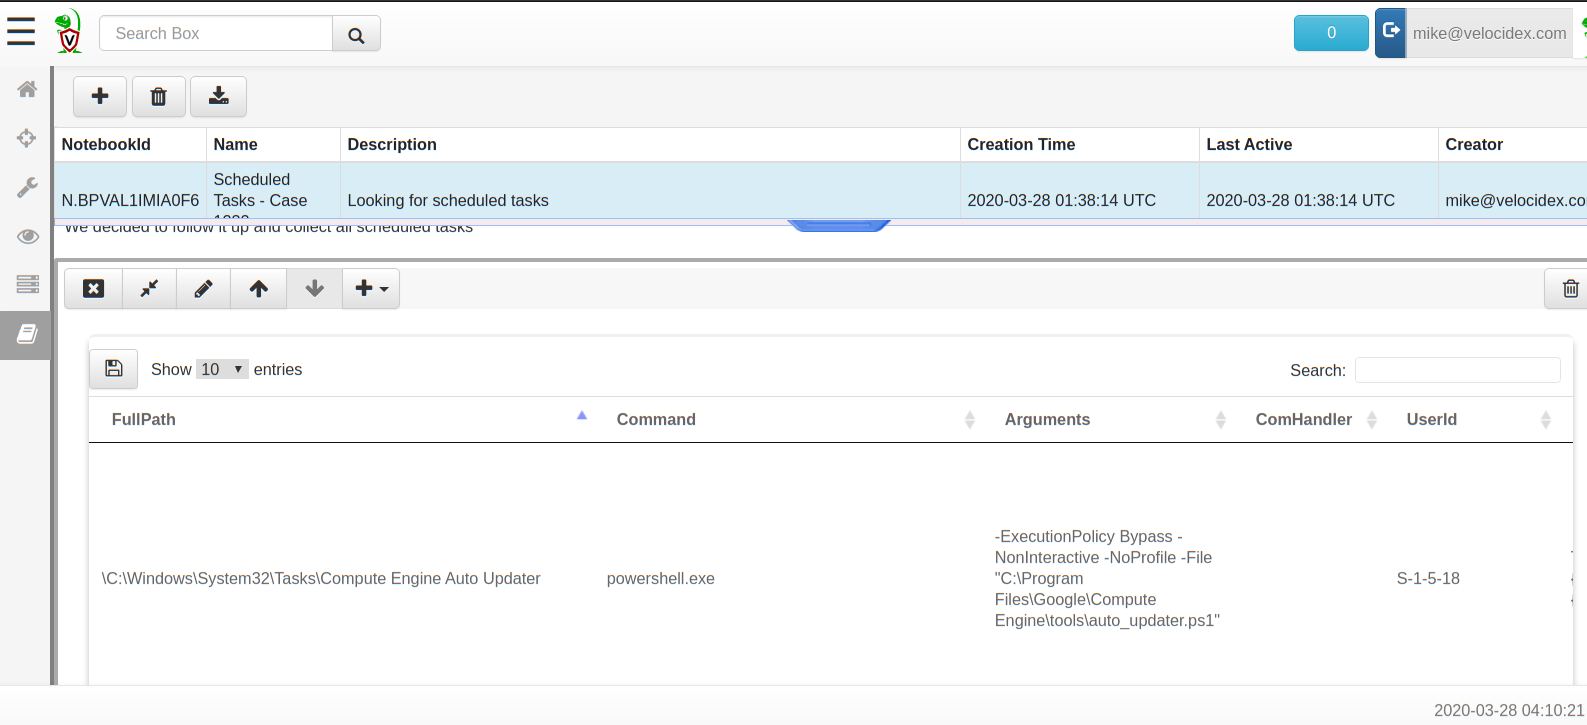 Search Box
0
mike@velocidex.com
NotebookId Name Description Creation Time Last Active Creator
Scheduled
N.BPVAL1IMIA0F6 Tasks - Case Looking for scheduled tasks 2020-03-28 01:38:14 UTC 2020-03-28 01:38:14 UTC mike@velocidex.co
We decided to follow it up and collect all scheduled tasks
Show 10 entries
Search:
FullPath Command Arguments ComHandler UserId
-ExecutionPolicy Bypass -
NonInteractive -NoProfile -File
\C:\Windows\System32\Tasks\Compute Engine Auto Updater powershell.exe "C:\Program S-1-5-18
Files\Google\Compute
Engine\tools\auto_updater.ps1"
2020-03-28 04:10:21